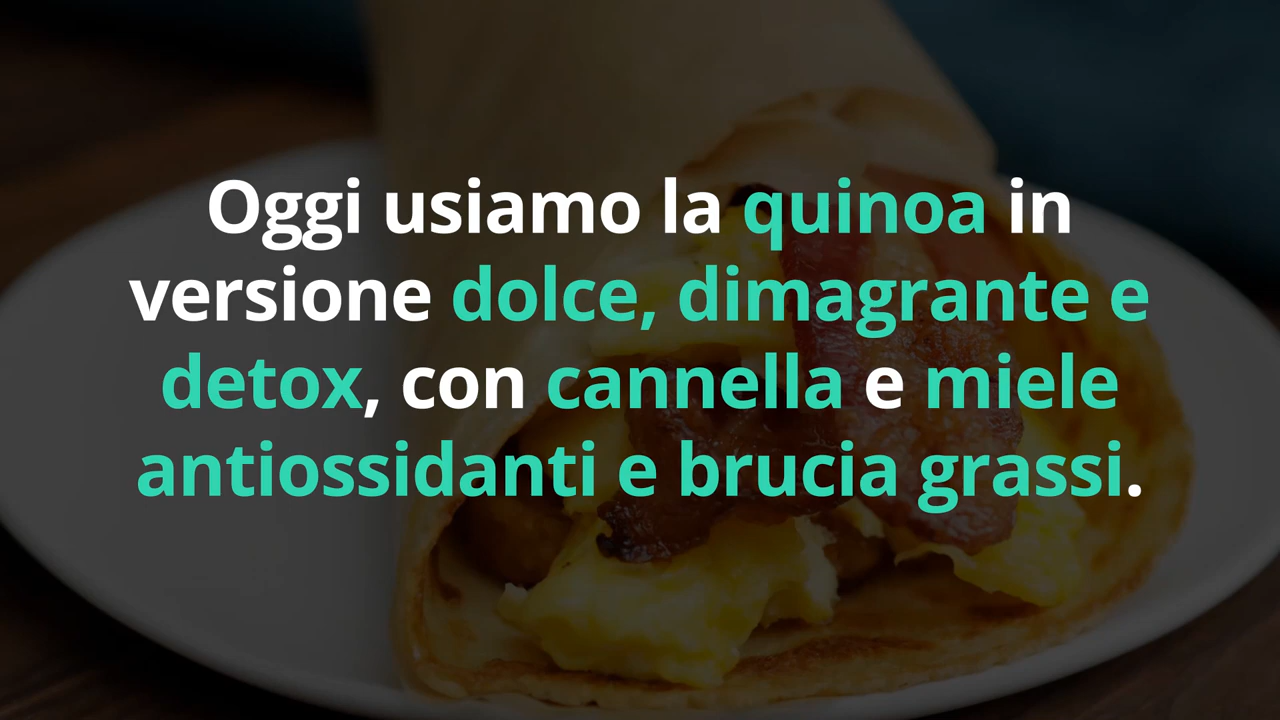 Oggi usiamo la quinoa in
versione dolce, dimagrante e
detox, con cannella e miele
antiossidanti e brucia grassi.